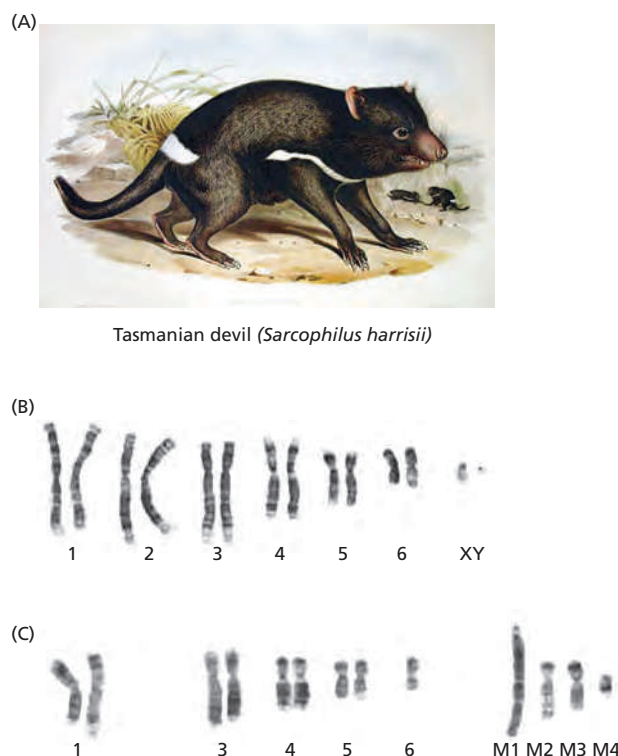 (A)
Tasmanian devil (Sarcophilus harrisii)
(B)
1 2 3 4 5 6 XY
(C)
1 3 4 5 6 M1 M2 M3 M4